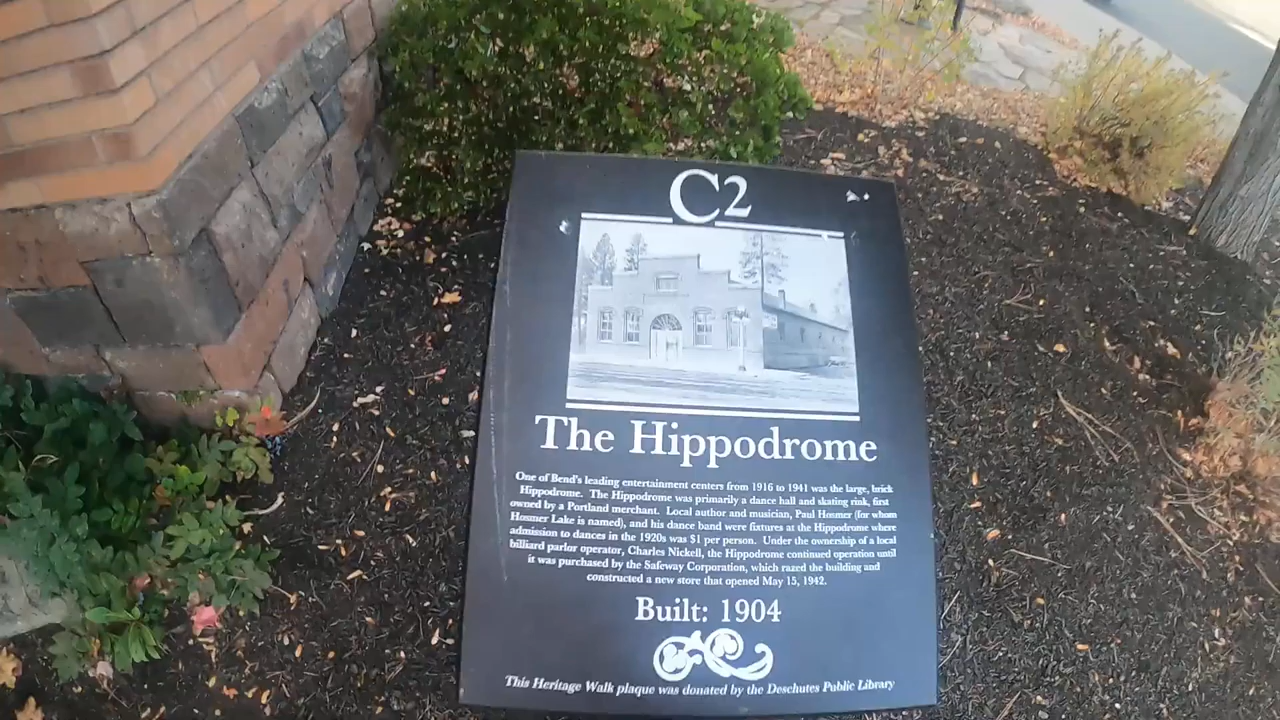 C2
The Hippodrome
One of Bend's leading entertainment centers from 1916 to 1941 was the large, brick
Hippodrome. The Hippodrome was primarily a dance hall and skating rink, first
owned by a Portland merchant. Local author and musician, Paul Hosmer (for whom
Hosmer Lake is named), and his dance band were fixtures at the Hippodrome where
admission to dances in the 1920s was $1 per person. Under the ownership of a local
billiard parlor operator, Charles Nickell, the Hippodrome continued operation until
it was purchased by the Safeway Corporation, which razed the building and
constructed a new store that opened May 15, 1942.
Built: 1904
This Heritage Walk plaque was donated by the Deschutes Public Library